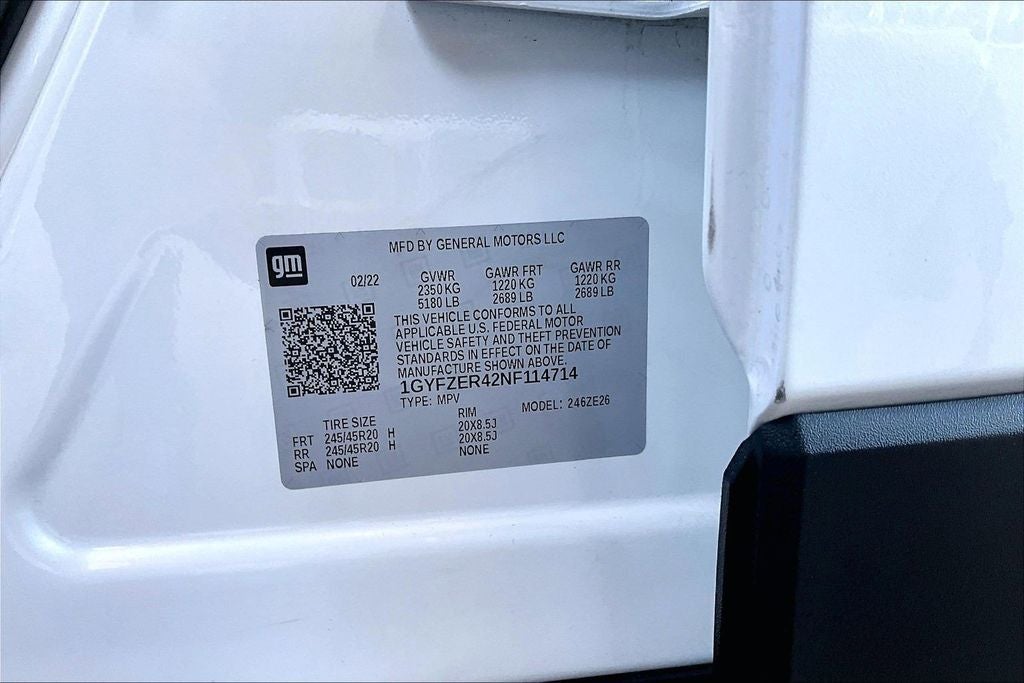 MFD BY GENERAL MOTORS LLC
gm
02/22 GVWR GAWR FRT GAWR RR
2350 KG 1220 KG 1220 KG
5180 LB 2689 LB 2689 LB
THIS VEHICLE CONFORMS TO ALL
APPLICABLE U.S. FEDERAL MOTOR
VEHICLE SAFETY AND THEFT PREVENTION
STANDARDS IN EFFECT ON THE DATE OF
MANUFACTURE SHOWN ABOVE.
1GYFZER42NF114714
TYPE: MPV MODEL: 246ZE26
TIRE SIZE RIM
FRT 245/45R20 H 20X8.5J
RR 245/45R20 H 20X8.5J
SPA NONE NONE